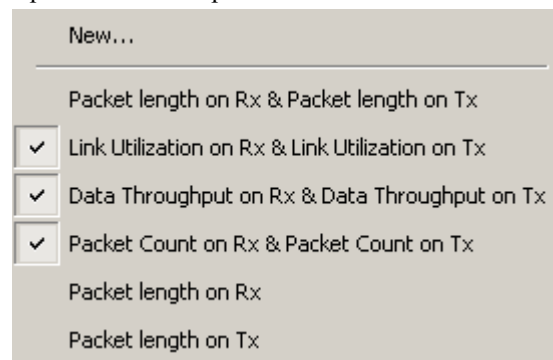 New...
Packet length on Rx & Packet length on Tx
Link Utilization on Rx & Link Utilization on Tx
Data Throughput on Rx & Data Throughput on Tx
Packet Count on Rx & Packet Count on Tx
Packet length on Rx
Packet length on Tx